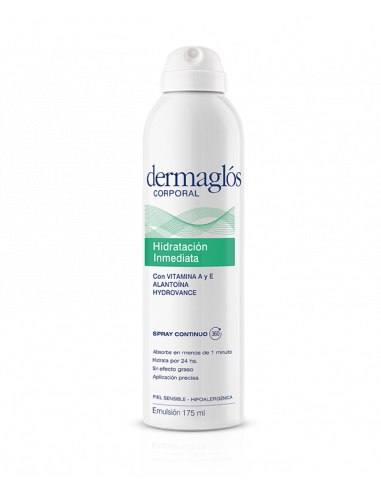 dermaglós
CORPORAL
Hidratación
Inmediata
Con VITAMINA A y E
ALANTOÍNA
HYDROVANCE
SPRAY CONTINUO 360°
Absorbe en menos de 1 minuto
Hidrata por 24 hs.
Sin efecto graso
Aplicación precisa
PIEL SENSIBLE - HIPOALERGÉNICA
Emulsión 175 ml